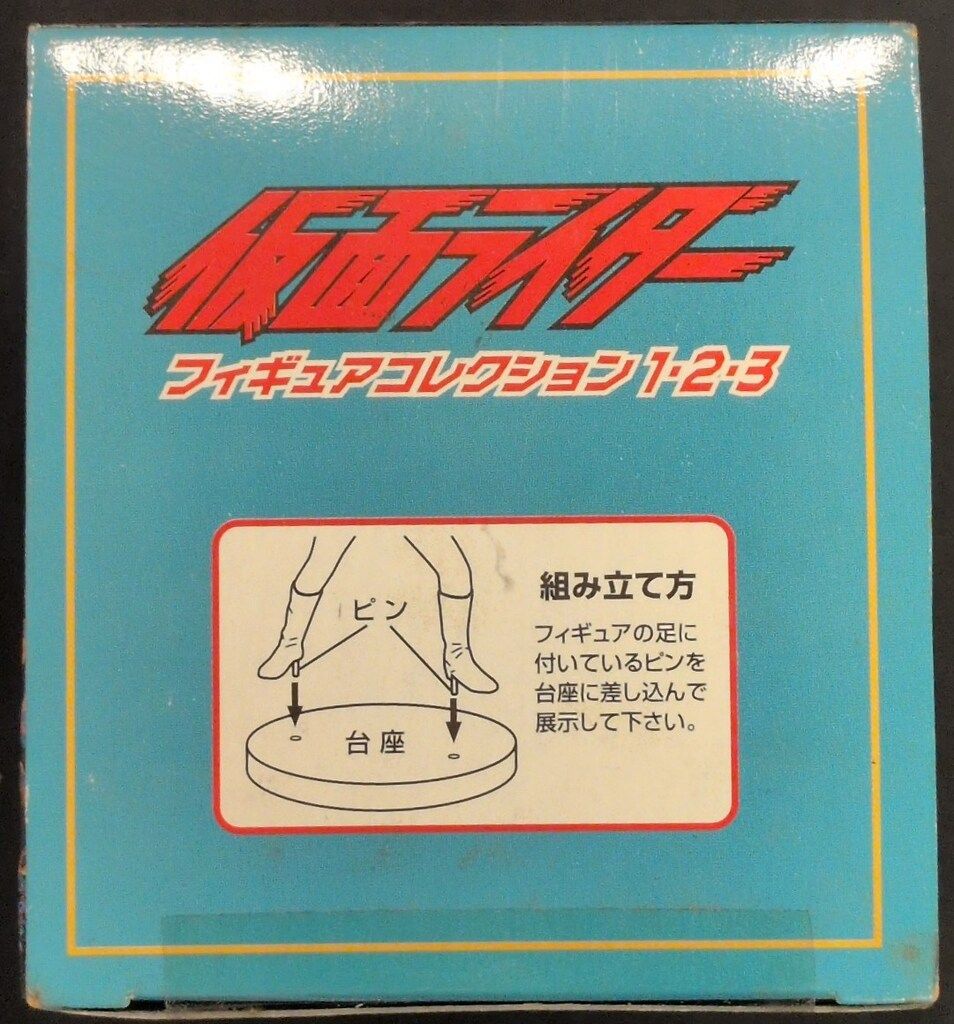 仮面ライダー
フィギュアコレクション1・2・3
ピン
台座
組み立て方
フィギュアの足に
付いているピンを
台座に差し込んで
展示して下さい。